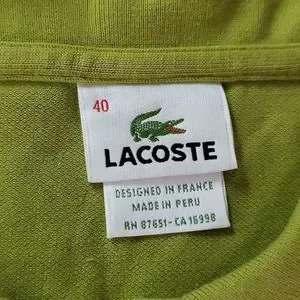 40
LACOSTE
DESIGNED IN FRANCE
MADE IN PERU
RN 87651-CA 16998